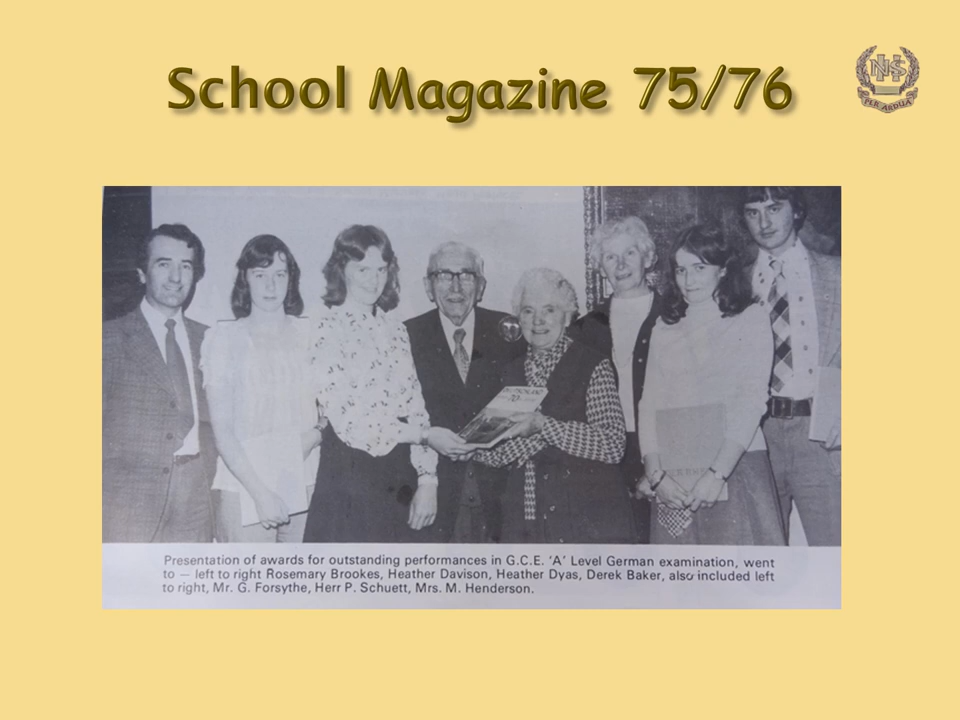 School Magazine 75/76
NNS
PER ARDUA
Presentation of awards for outstanding performances in G.C.E. ‘A’ Level German examination, went
to — left to right Rosemary Brookes, Heather Davison, Heather Dyas, Derek Baker, also included left
to right, Mr. G. Forsythe, Herr P. Schuett, Mrs. M. Henderson.